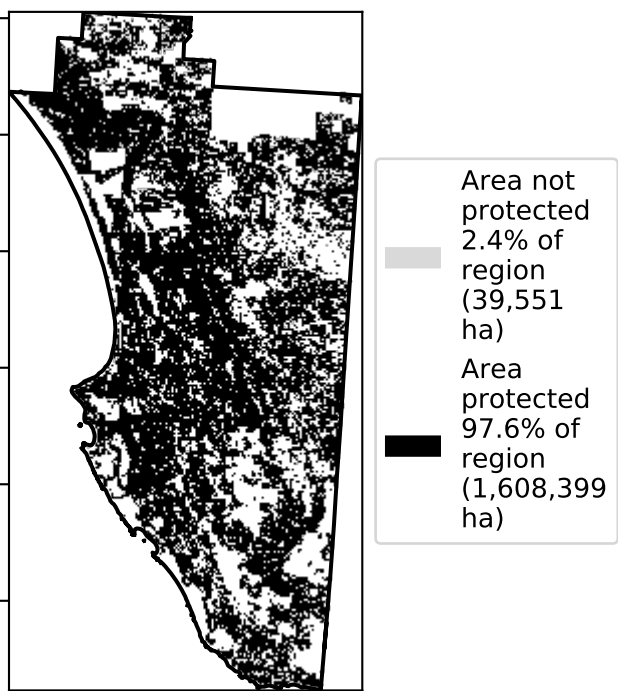 Area not
protected
2.4% of
region
(39,551
ha)
Area
protected
97.6% of
region
(1,608,399
ha)